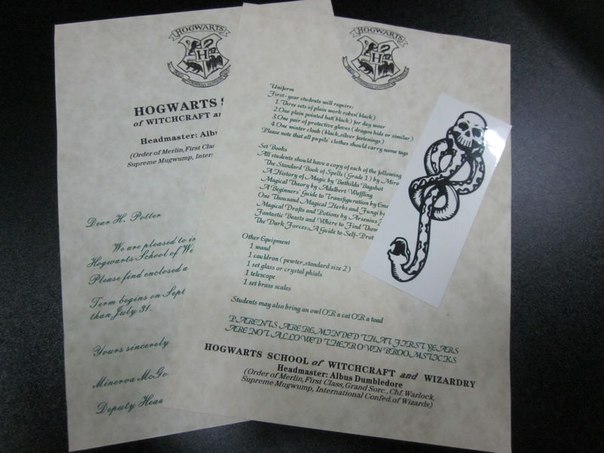 HOGWARTS
HOGWARTS S
of WITCHCRAFT an
Headmaster: Albus
(Order of Merlin, First Clas
Supreme Mugwump, Internation
Dear H. Potter
We are pleased to in
Hogwarts School of W
Please find enclosed a
Term begins on Sept
than July 31.
Yours sincerely
Minerva McGo
Deputy Head
HOGWARTS
Uniform
First-year students will require:
1. Three sets of plain work robes( black )
2. One plain pointed hat( black ) for day wear
3. One pair of protective gloves ( dragon hide or similar )
4. One winter cloak (black, silver fastenings)
Please note that all pupils' clothes should carry name tags
Set Books
All students should have a copy of each of the following
The Standard Book of Spells ( Grade 1 ) by Mira
A History of Magic by Bathilda Bagshot
Magical Theory by Adalbert Waffling
A Beginners' Guide to Transfiguration by Emer
One Thousand Magical Herbs and Fungi by
Magical Drafts and Potions by Arsenius
Fantastic Beasts and Where to Find Them
The Dark Forces: A Guide to Self-Prot
Other Equipment
1 wand
1 cauldron ( pewter, standard size 2 )
1 set glass or crystal phials
1 telescope
1 set brass scales
Students may also bring an owl OR a cat OR a toad
PARENTS ARE REMINDED THAT FIRST YEARS
ARE NOT ALLOWED THEIR OWN BROOMSTICKS
HOGWARTS SCHOOL of WITCHCRAFT and WIZARDRY
Headmaster: Albus Dumbledore
(Order of Merlin, First Class, Grand Sorc., Chf. Warlock,
Supreme Mugwump, International Confed. of Wizards)